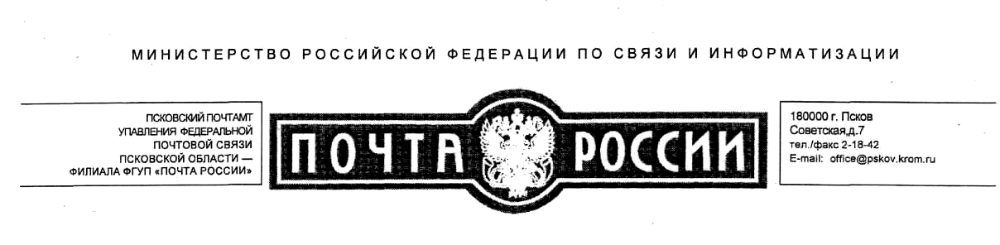 МИНИСТЕРСТВО РОССИЙСКОЙ ФЕДЕРАЦИИ ПО СВЯЗИ И ИНФОРМАТИЗАЦИИ
ПСКОВСКИЙ ПОЧТАМТ
УПАВЛЕНИЯ ФЕДЕРАЛЬНОЙ
ПОЧТОВОЙ СВЯЗИ
ПСКОВСКОЙ ОБЛАСТИ —
ФИЛИАЛА ФГУП «ПОЧТА РОССИИ»
ПОЧТА РОССИИ
180000 г. Псков
Советская,д.7
тел./факс 2-18-42
E-mail: office@pskov.krom.ru